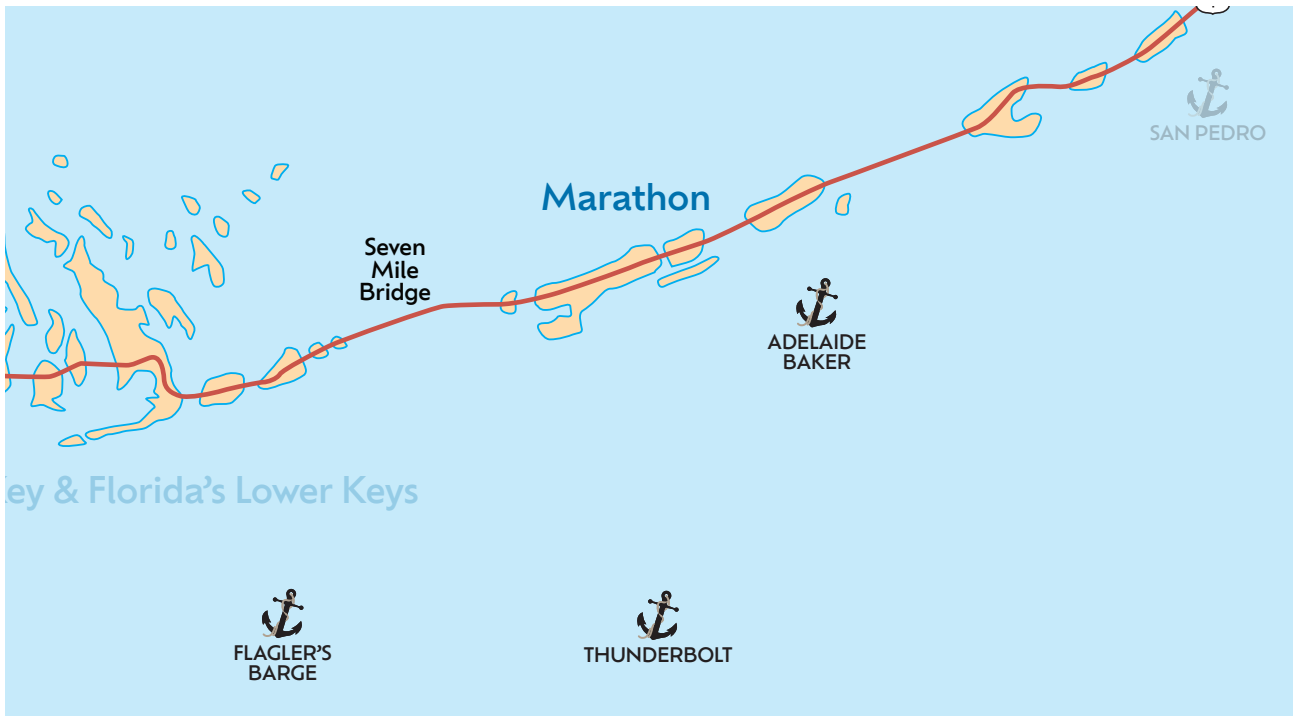 SAN PEDRO
Marathon
Seven
Mile
Bridge
ADELAIDE
BAKER
ey & Florida's Lower Keys
FLAGLER'S
BARGE
THUNDERBOLT